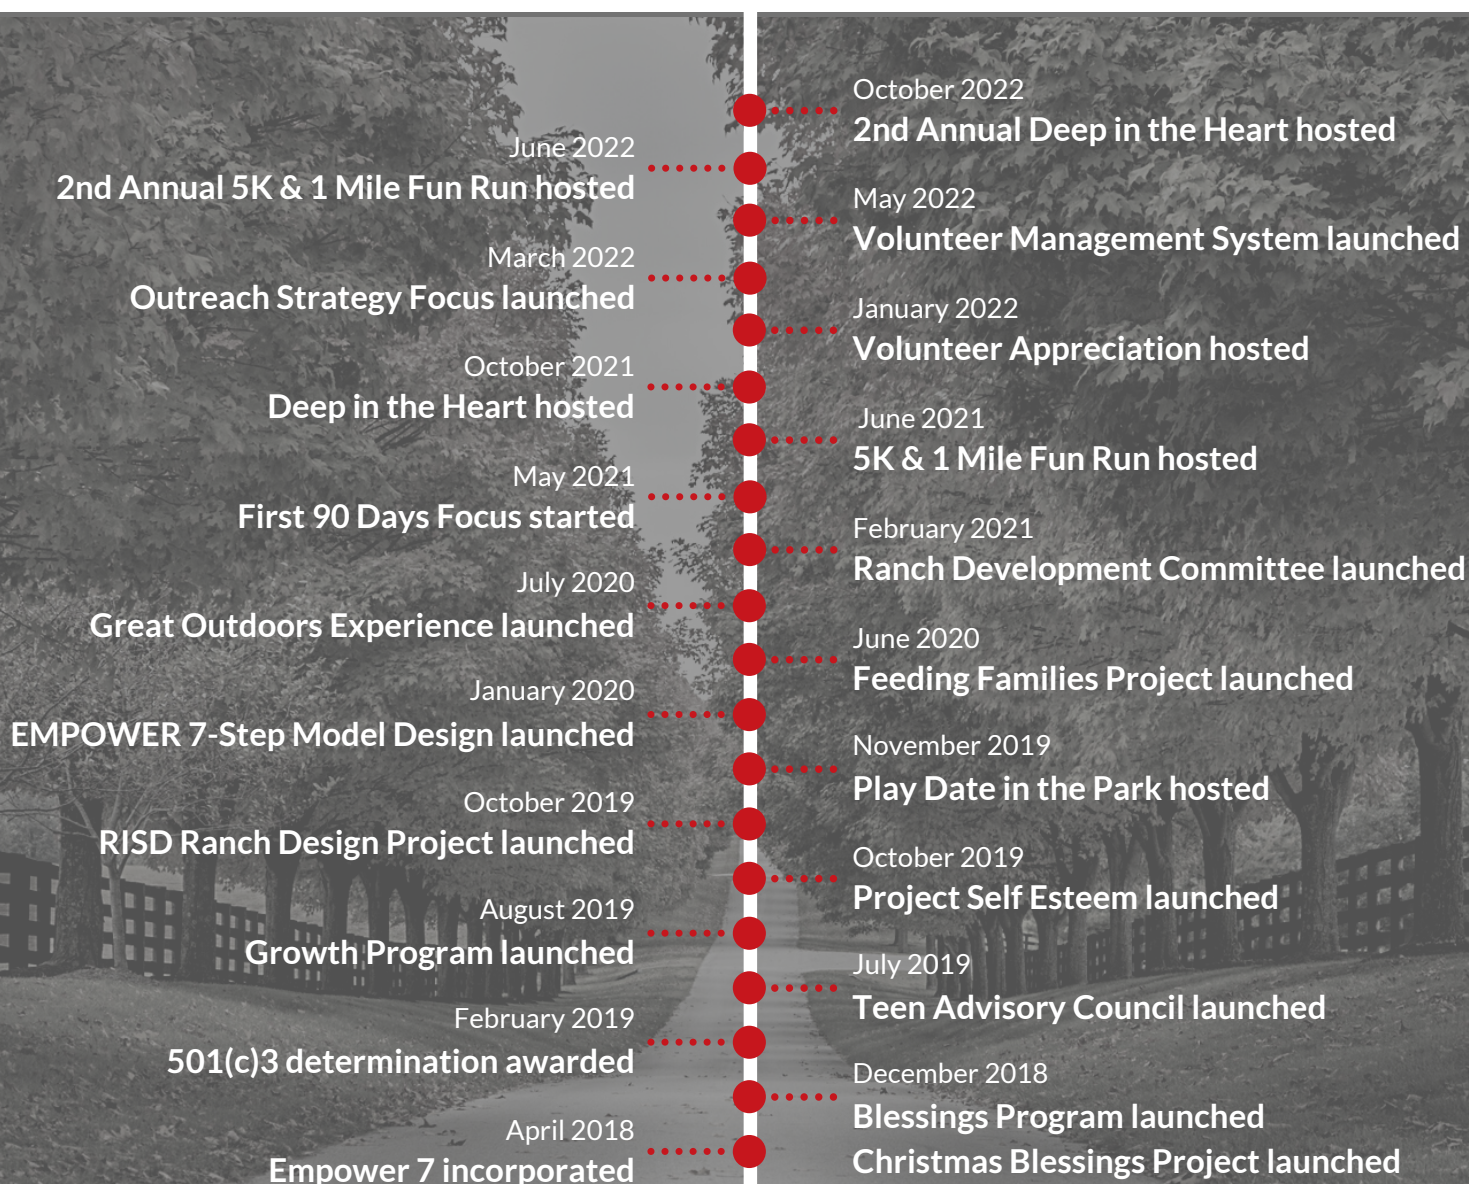 October 2022
2nd Annual Deep in the Heart hosted
June 2022
2nd Annual 5K & 1 Mile Fun Run hosted
May 2022
Volunteer Management System launched
March 2022
Outreach Strategy Focus launched
January 2022
Volunteer Appreciation hosted
October 2021
Deep in the Heart hosted
June 2021
5K & 1 Mile Fun Run hosted
May 2021
First 90 Days Focus started
February 2021
Ranch Development Committee launched
July 2020
Great Outdoors Experience launched
June 2020
Feeding Families Project launched
January 2020
EMPOWER 7-Step Model Design launched
November 2019
Play Date in the Park hosted
October 2019
RISD Ranch Design Project launched
October 2019
Project Self Esteem launched
August 2019
Growth Program launched
July 2019
Teen Advisory Council launched
February 2019
501(c)3 determination awarded
December 2018
Blessings Program launched
Christmas Blessings Project launched
April 2018
Empower 7 incorporated